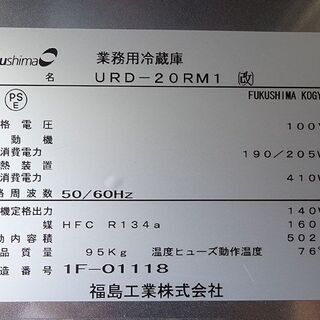 ushima
業務用冷蔵庫
名 URD-20RM1 改
PS E
FUKUSHIMA KOGY
格電圧 100V
動機
消費電力 190/205W
熱装置
消費電力 410W
格周波数 50/60Hz
機定格出力 140W
媒 HFC R134a 160
動内容積 502
品質量 95Kg 温度ヒューズ動作温度 76°
造番号 1F-01118
福島工業株式会社